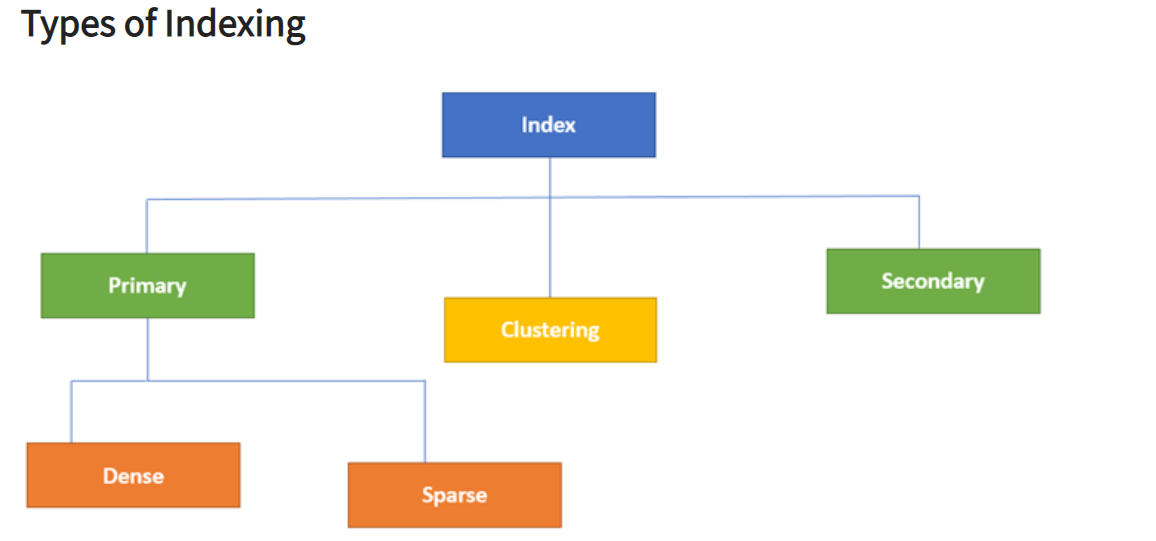 Types of Indexing
Index
Primary
Clustering
Secondary
Dense
Sparse